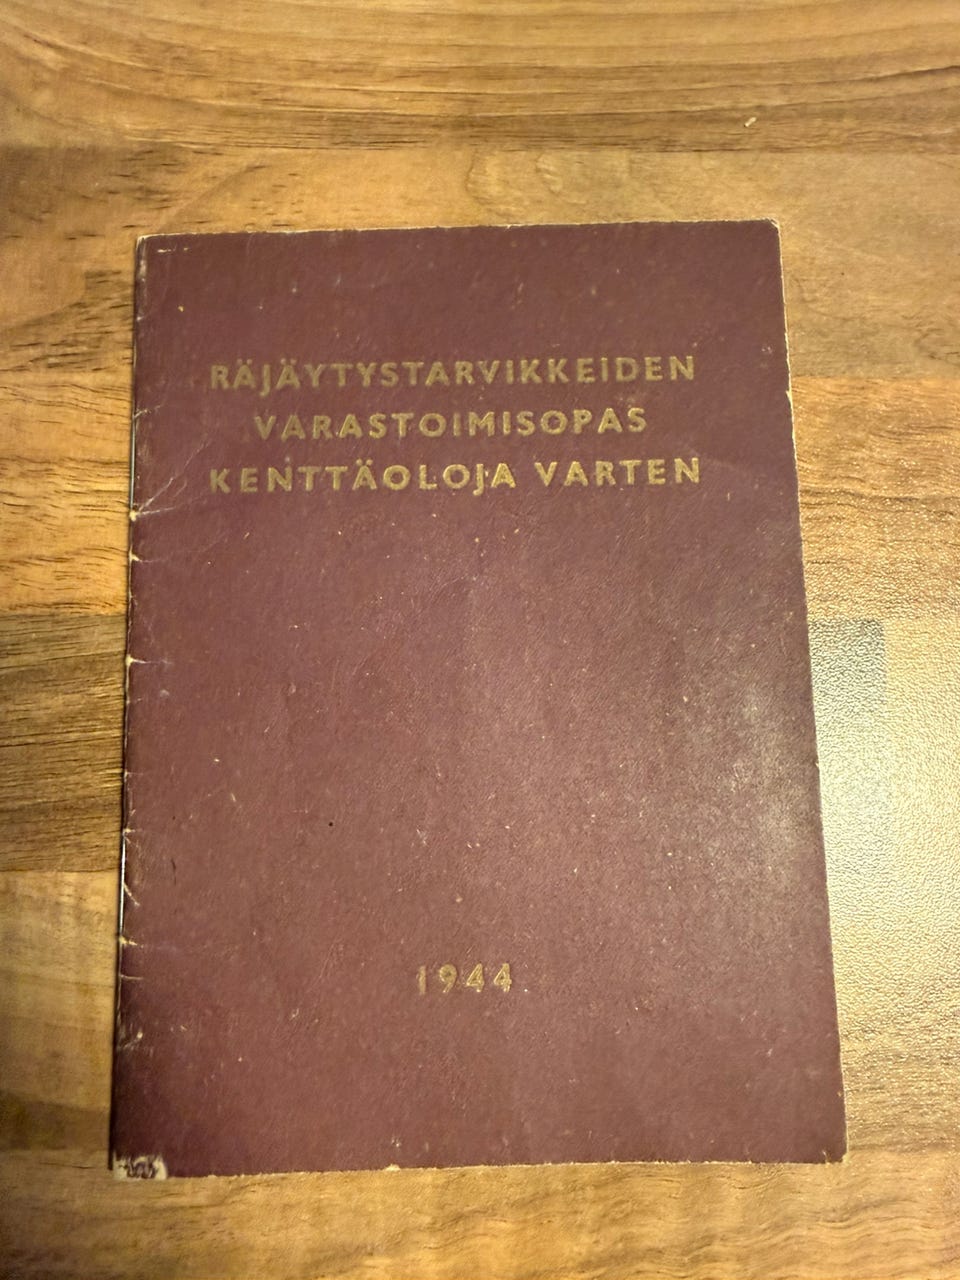 RÄJÄYTYSTARVIKKEIDEN
VARASTOIMISOPAS
KENTTÄOLOJA VARTEN
1944